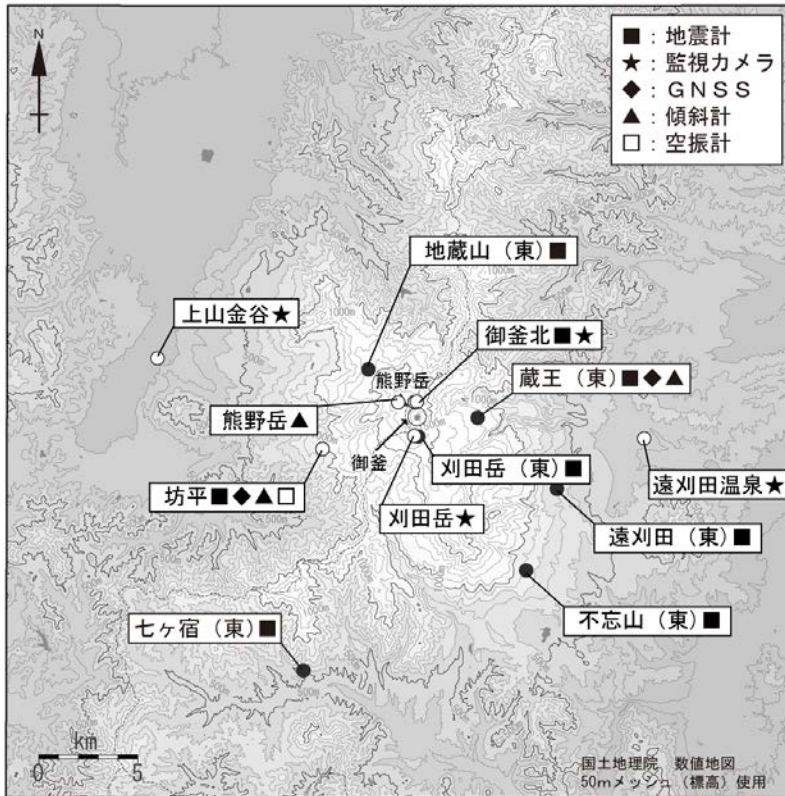 N
■：地震計
★：監視カメラ
◆：ＧＮＳＳ
▲：傾斜計
□：空振計
地蔵山（東）■
上山金谷★
御釜北■★
熊野岳
蔵王（東）■◆▲
熊野岳▲
御釜
刈田岳（東）■
遠刈田温泉★
坊平■◆▲□
刈田岳★
遠刈田（東）■
不忘山（東）■
七ヶ宿（東）■
km
0 5
国土地理院　数値地図
50mメッシュ（標高）使用
1000m
1000m
1000m
500m